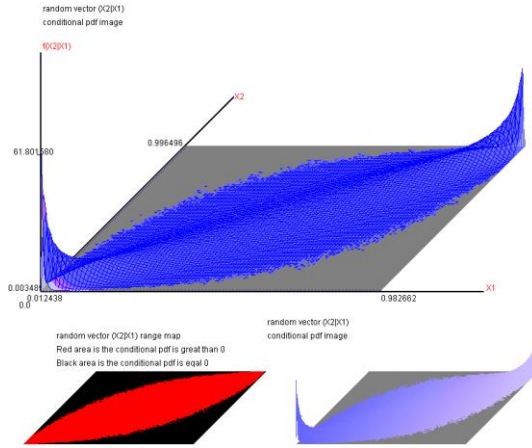 random vector (X2|X1)
conditional pdf image
f(X2|X1)
X2
0.996496
61.801580
0.003489
0.012438
0.982662
X1
0.0
random vector (X2|X1) range map
Red area is the conditional pdf is great than 0
Black area is the conditional pdf is eqal 0
random vector (X2|X1)
conditional pdf image